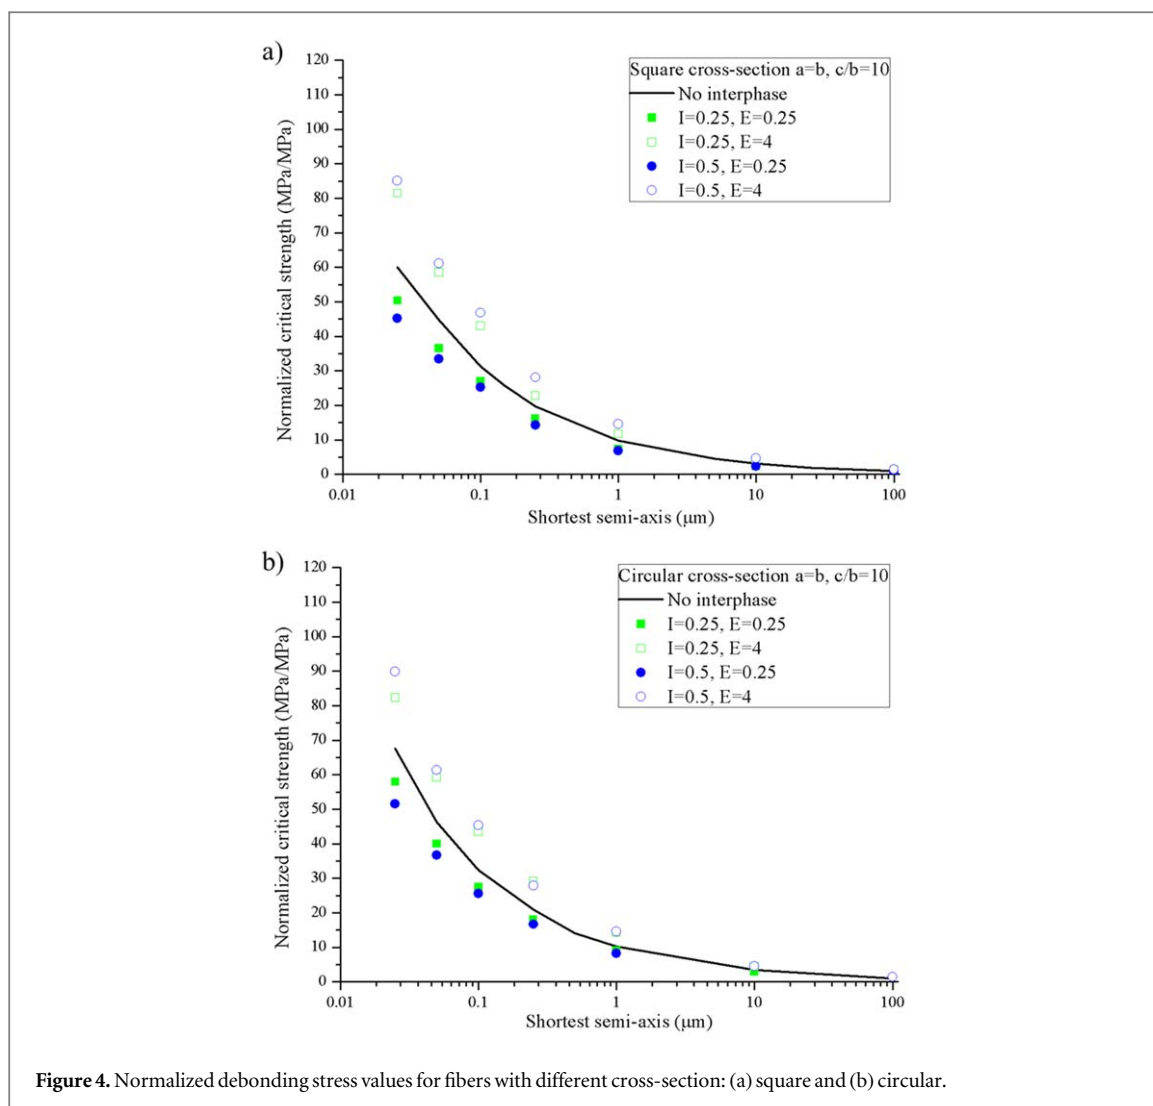 a)
120
110
100
90
80
70
60
50
40
30
20
10
0
Normalized critical strength (MPa/MPa)
Square cross-section a=b, c/b=10
No interphase
I=0.25, E=0.25
I=0.25, E=4
I=0.5, E=0.25
I=0.5, E=4
0.01 0.1 1 10 100
Shortest semi-axis (μm)
b)
120
110
100
90
80
70
60
50
40
30
20
10
0
Normalized critical strength (MPa/MPa)
Circular cross-section a=b, c/b=10
No interphase
I=0.25, E=0.25
I=0.25, E=4
I=0.5, E=0.25
I=0.5, E=4
0.01 0.1 1 10 100
Shortest semi-axis (μm)
Figure 4. Normalized debonding stress values for fibers with different cross-section: (a) square and (b) circular.